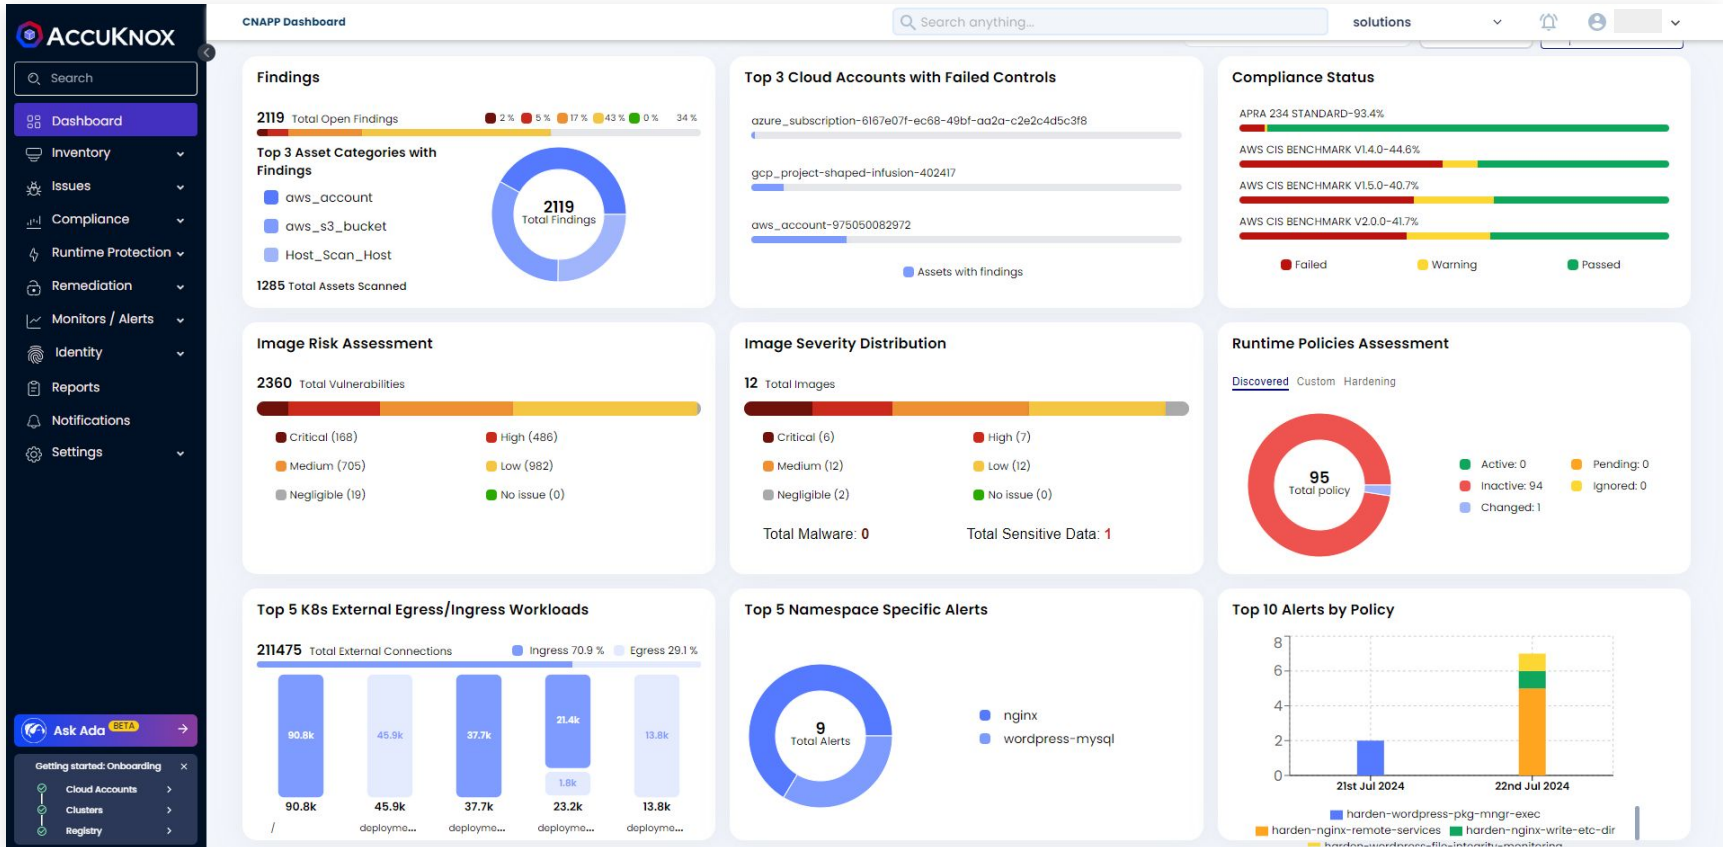 ACCUKNOX
Search
Dashboard
Inventory
Issues
Compliance
Runtime Protection
Remediation
Monitors / Alerts
Identity
Reports
Notifications
Settings
Ask Ada BETA
Getting started: Onboarding
Cloud Accounts
Clusters
Registry
CNAPP Dashboard
Search anything...
solutions
Findings
2119 Total Open Findings 2 % 5 % 17 % 43 % 0 % 34 %
Top 3 Asset Categories with
Findings
aws_account
aws_s3_bucket
Host_Scan_Host
2119
Total Findings
1285 Total Assets Scanned
Top 3 Cloud Accounts with Failed Controls
azure_subscription-6167e07f-ec68-49bf-aa2a-c2e2c4d5c3f8
gcp_project-shaped-infusion-402417
aws_account-975050082972
Assets with findings
Compliance Status
APRA 234 STANDARD-93.4%
AWS CIS BENCHMARK V1.4.0-44.6%
AWS CIS BENCHMARK V1.5.0-40.7%
AWS CIS BENCHMARK V2.0.0-41.7%
Failed Warning Passed
Image Risk Assessment
2360 Total Vulnerabilities
Critical (168) High (486)
Medium (705) Low (982)
Negligible (19) No issue (0)
Image Severity Distribution
12 Total Images
Critical (6) High (7)
Medium (12) Low (12)
Negligible (2) No issue (0)
Total Malware: 0 Total Sensitive Data: 1
Runtime Policies Assessment
Discovered Custom Hardening
95
Total policy
Active: 0 Pending: 0
Inactive: 94 Ignored: 0
Changed: 1
Top 5 K8s External Egress/Ingress Workloads
211475 Total External Connections Ingress 70.9 % Egress 29.1 %
90.8k 45.9k 37.7k 21.4k 13.8k
1.8k
90.8k 45.9k 37.7k 23.2k 13.8k
/ deployme... deployme... deployme... deployme...
Top 5 Namespace Specific Alerts
9
Total Alerts
nginx
wordpress-mysql
Top 10 Alerts by Policy
8
6
4
2
0
21st Jul 2024 22nd Jul 2024
harden-wordpress-pkg-mngr-exec
harden-nginx-remote-services harden-nginx-write-etc-dir
harden-wordpress-file-integrity-monitoring